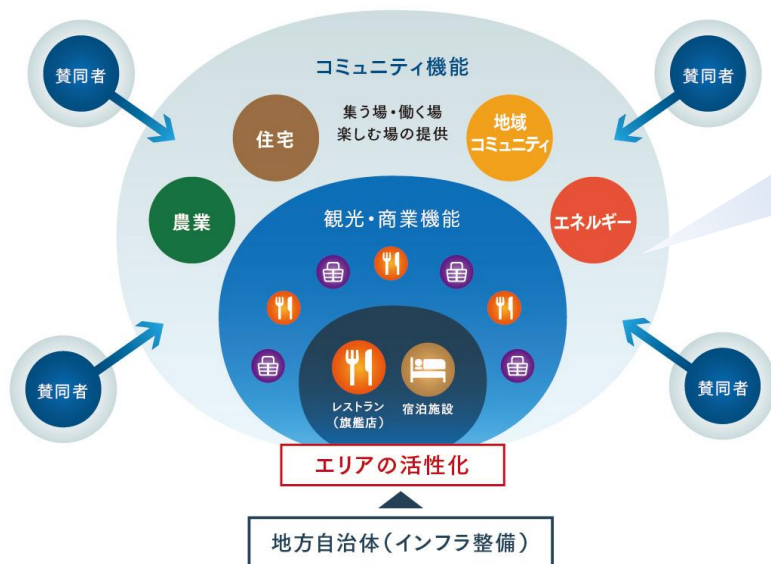 コミュニティ機能
賛同者
賛同者
集う場・働く場
楽しむ場の提供
住宅
地域
コミュニティ
農業
観光・商業機能
エネルギー
賛同者
レストラン
(旗艦店)
宿泊施設
賛同者
エリアの活性化
地方自治体(インフラ整備)